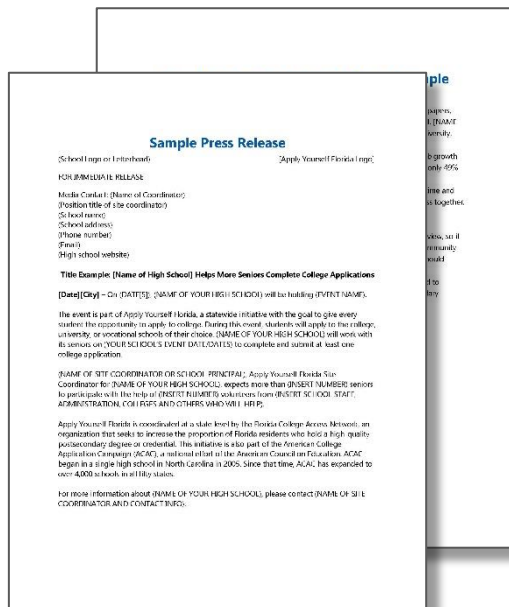 Sample Press Release
(School Logo or Letterhead) [Apply Yourself Florida Logo]
FOR IMMEDIATE RELEASE
Media Contact: (Name of Coordinator)
(Position title of site coordinator)
(School name)
(School address)
(Phone number)
(Email)
(High school website)
Title Example: [Name of High School] Helps More Seniors Complete College Applications
[Date][City] – On (DATE[S]), (NAME OF YOUR HIGH SCHOOL) will be holding (EVENT NAME).
The event is part of Apply Yourself Florida, a statewide initiative with the goal to give every
student the opportunity to apply to college. During this event, students will apply to the college,
university, or vocational schools of their choice. (NAME OF YOUR HIGH SCHOOL) will work with
its seniors on (YOUR SCHOOL'S EVENT DATE/DATES) to complete and submit at least one
college application.
(NAME OF SITE COORDINATOR OR SCHOOL PRINCIPAL), Apply Yourself Florida Site
Coordinator for (NAME OF YOUR HIGH SCHOOL), expects more than (INSERT NUMBER) seniors
to participate with the help of (INSERT NUMBER) volunteers from (INSERT SCHOOL STAFF,
ADMINISTRATION, COLLEGES AND OTHERS WHO WILL HELP).
Apply Yourself Florida is coordinated at a state level by the Florida College Access Network, an
organization that seeks to increase the proportion of Florida residents who hold a high quality
postsecondary degree or credential. This initiative is also part of the American College
Application Campaign (ACAC), a national effort of the American Council on Education. ACAC
began in a single high school in North Carolina in 2005. Since that time, ACAC has expanded to
over 4,000 schools in all fifty states.
For more information about (NAME OF YOUR HIGH SCHOOL), please contact (NAME OF SITE
COORDINATOR AND CONTACT INFO).
ple
papers,
[NAME
growth
only 49%
and
together.
view, so if